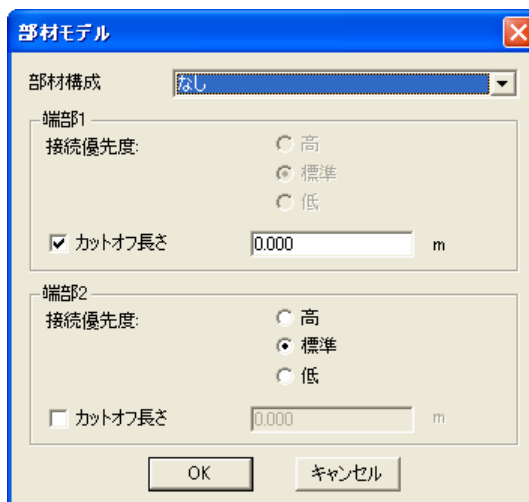 部材モデル
部材構成 なし
端部1
接続優先度: 高
標準
低
カットオフ長さ 0.000 m
端部2
接続優先度: 高
標準
低
カットオフ長さ 0.000 m
OK キャンセル